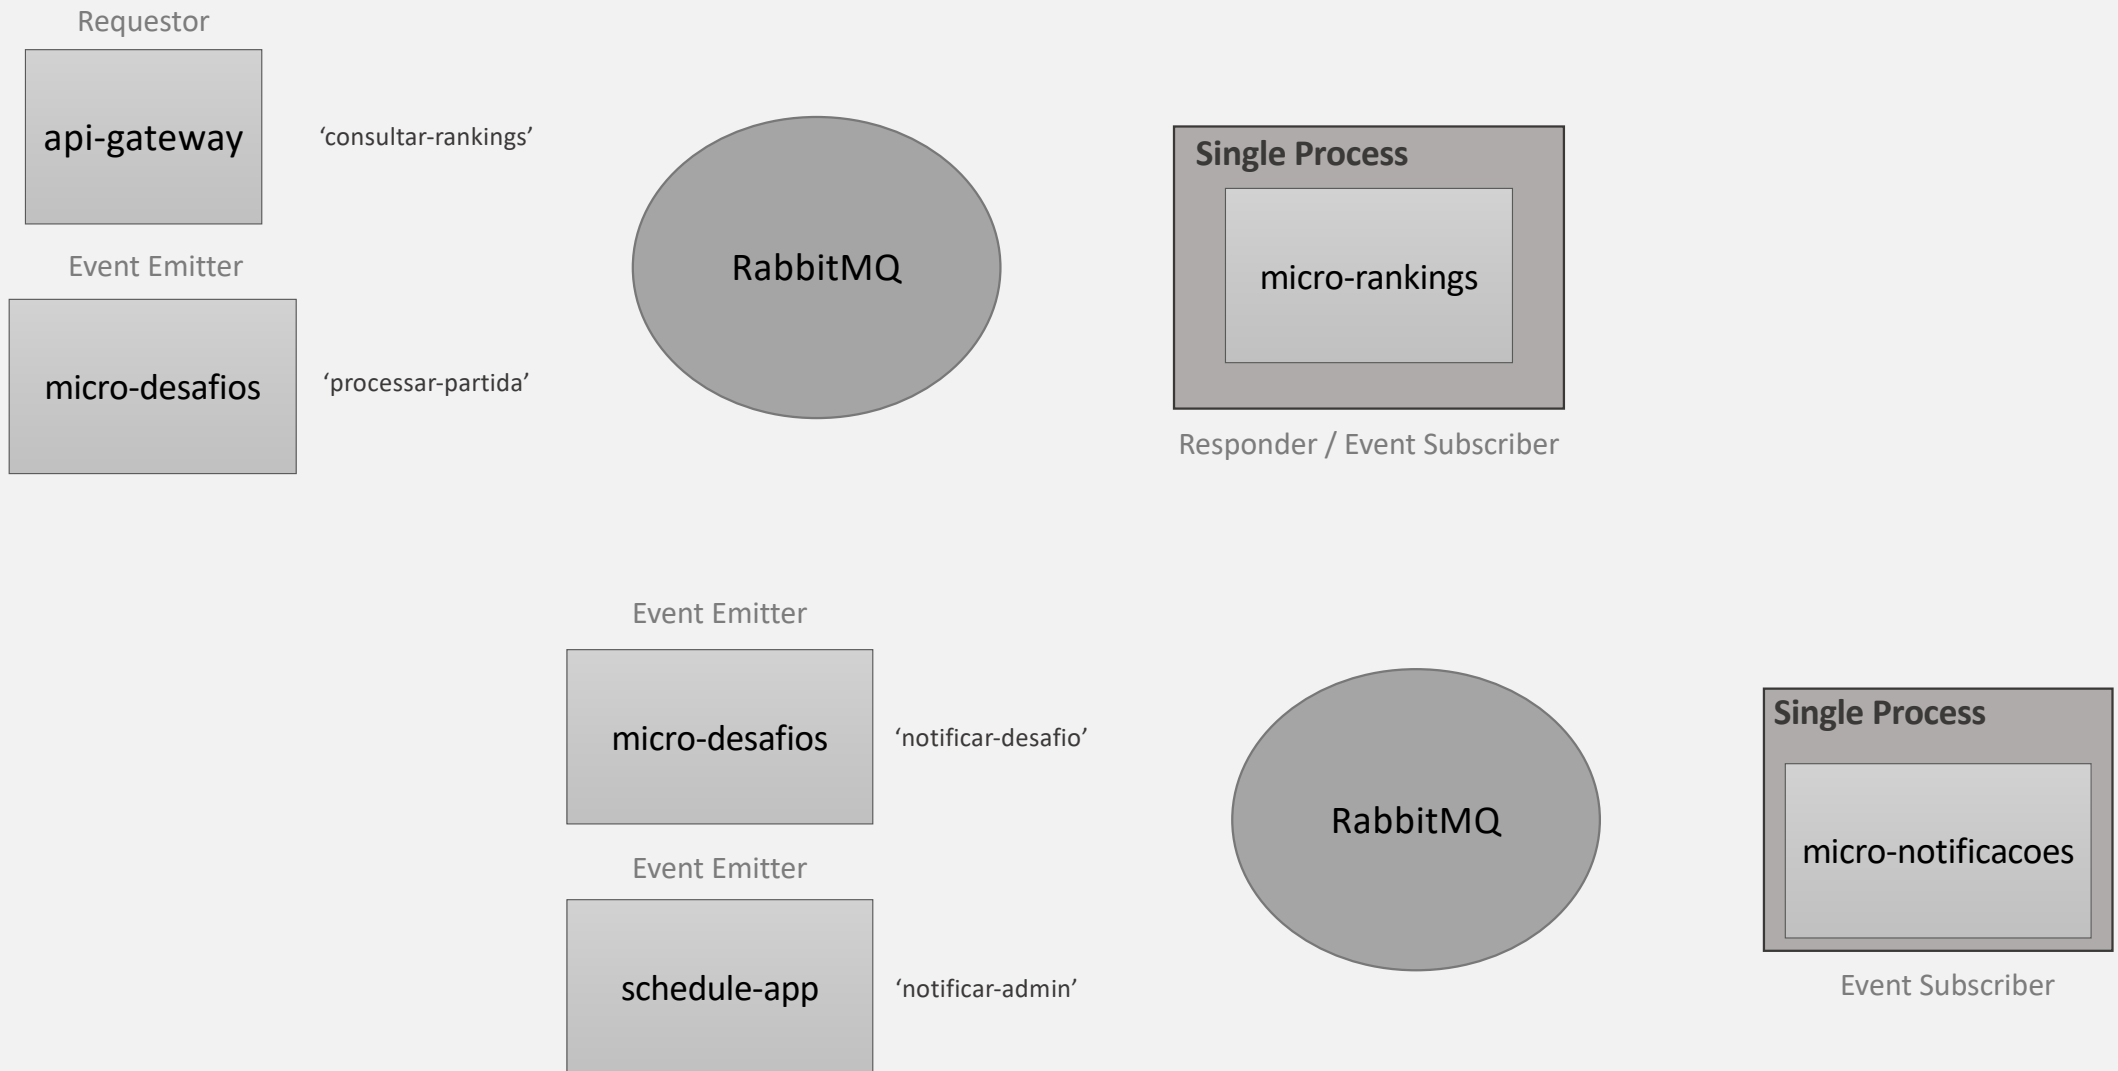 Requestor
api-gateway
‘consultar-rankings’
Event Emitter
micro-desafios
‘processar-partida’
RabbitMQ
Single Process
micro-rankings
Responder / Event Subscriber
Event Emitter
micro-desafios
‘notificar-desafio’
Event Emitter
schedule-app
‘notificar-admin’
RabbitMQ
Single Process
micro-notificacoes
Event Subscriber